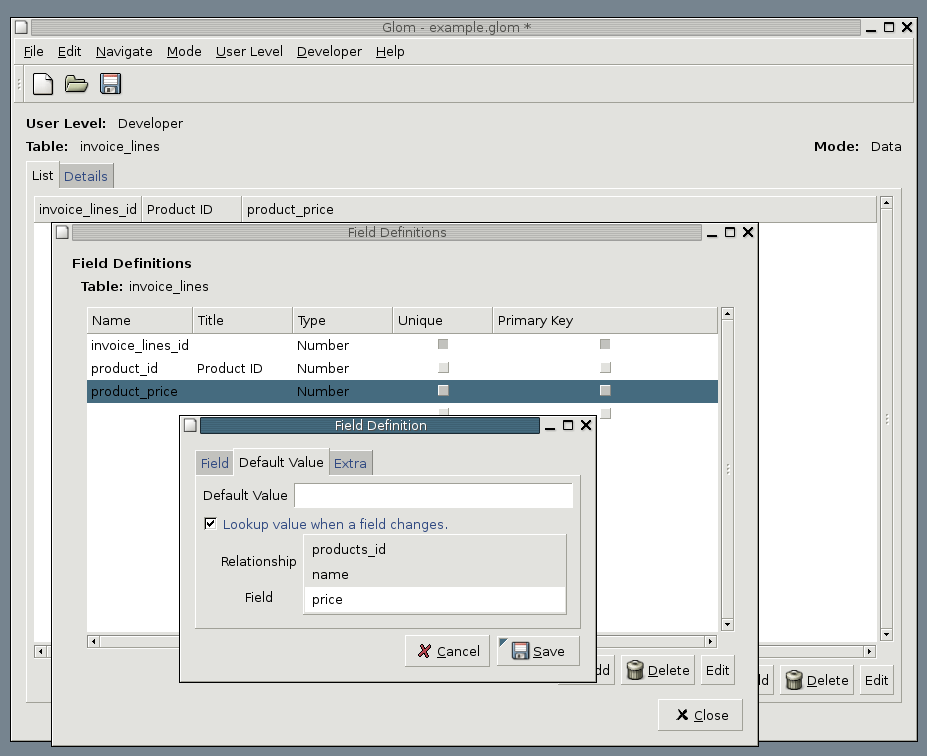 Glom - example.glom *
File Edit Navigate Mode User Level Developer Help
User Level: Developer
Table: invoice_lines Mode: Data
List Details
invoice_lines_id Product ID product_price
Field Definitions
Field Definitions
Table: invoice_lines
Name Title Type Unique Primary Key
invoice_lines_id Number
product_id Product ID Number
product_price Number
Field Definition
Field Default Value Extra
Default Value
Lookup value when a field changes.
Relationship
products_id
name
Field
price
Cancel Save
Delete Edit
Delete Edit
Close